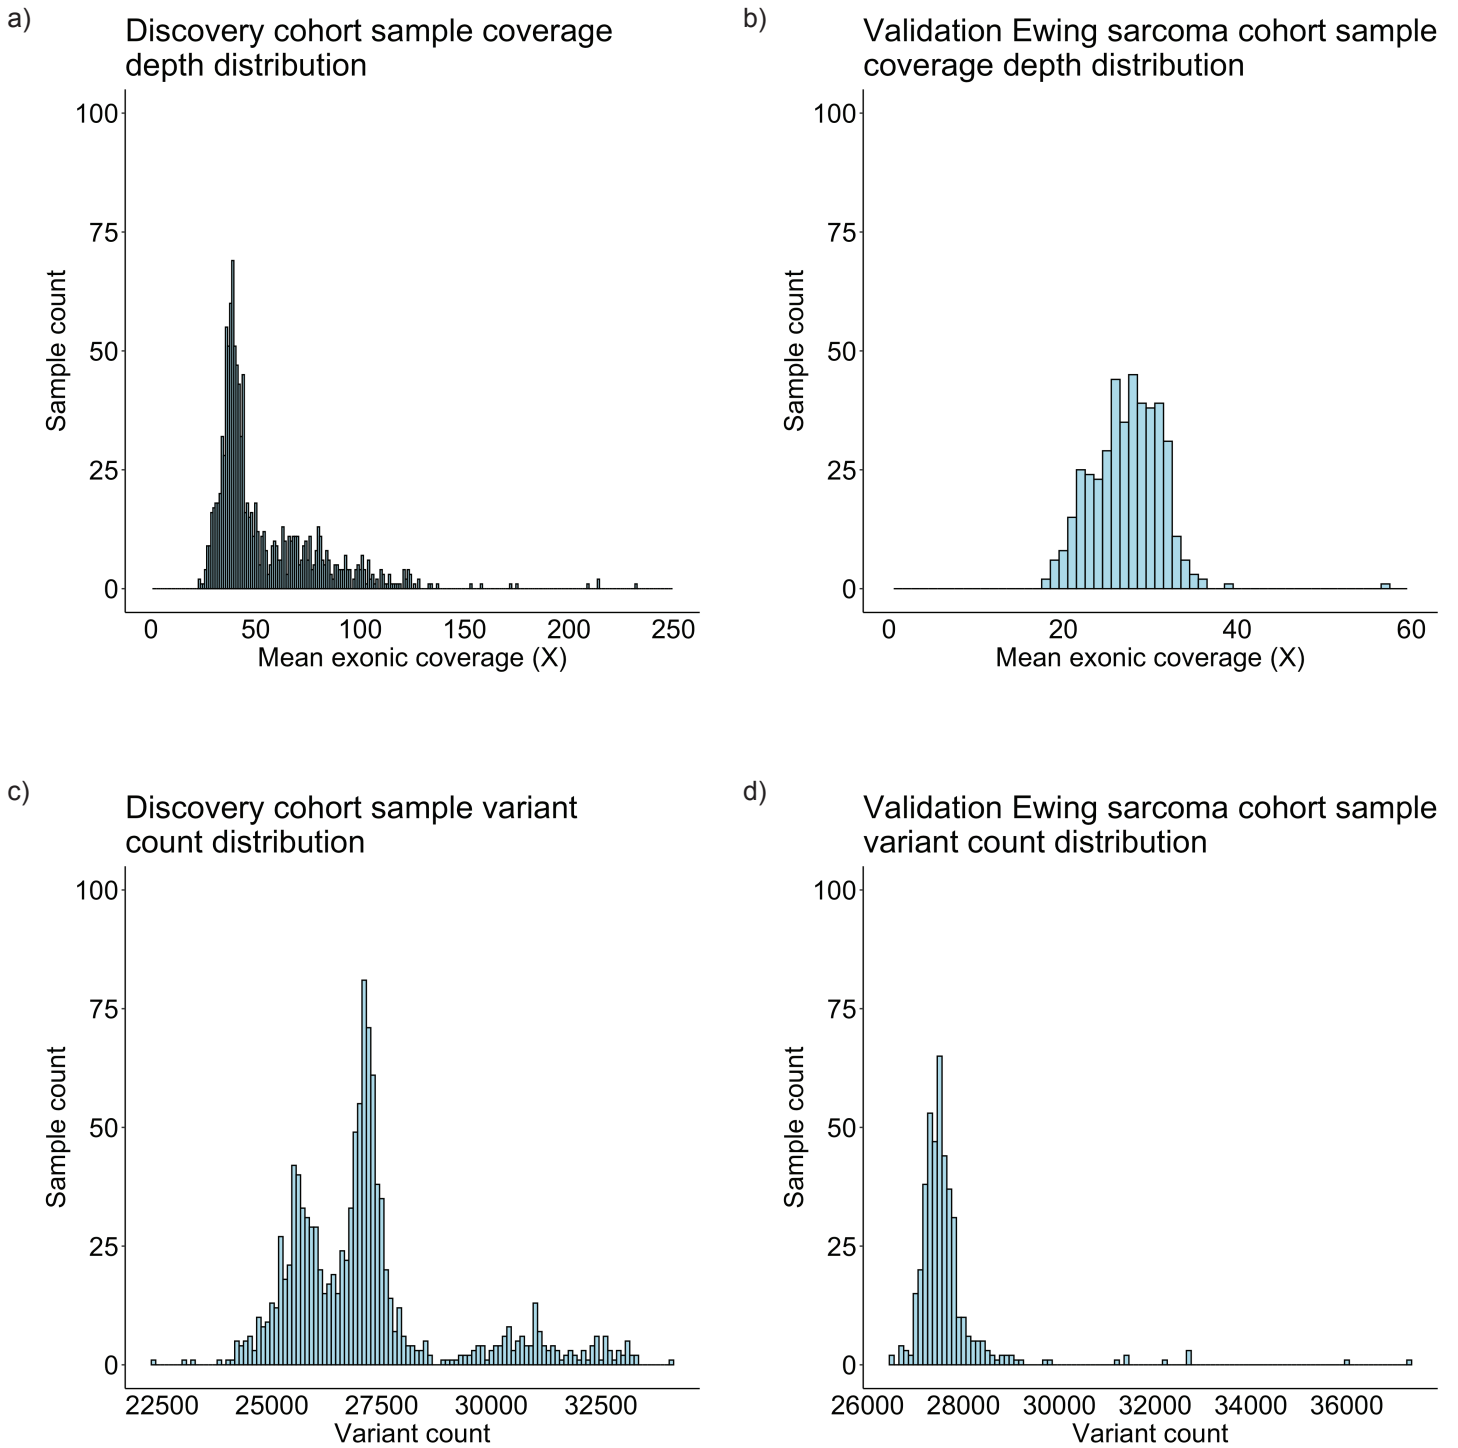 a)
Discovery cohort sample coverage
depth distribution
100
75
50
25
0
Sample count
0 50 100 150 200 250
Mean exonic coverage (X)
b)
Validation Ewing sarcoma cohort sample
coverage depth distribution
100
75
50
25
0
Sample count
0 20 40 60
Mean exonic coverage (X)
c)
Discovery cohort sample variant
count distribution
100
75
50
25
0
Sample count
22500 25000 27500 30000 32500
Variant count
d)
Validation Ewing sarcoma cohort sample
variant count distribution
100
75
50
25
0
Sample count
26000 28000 30000 32000 34000 36000
Variant count